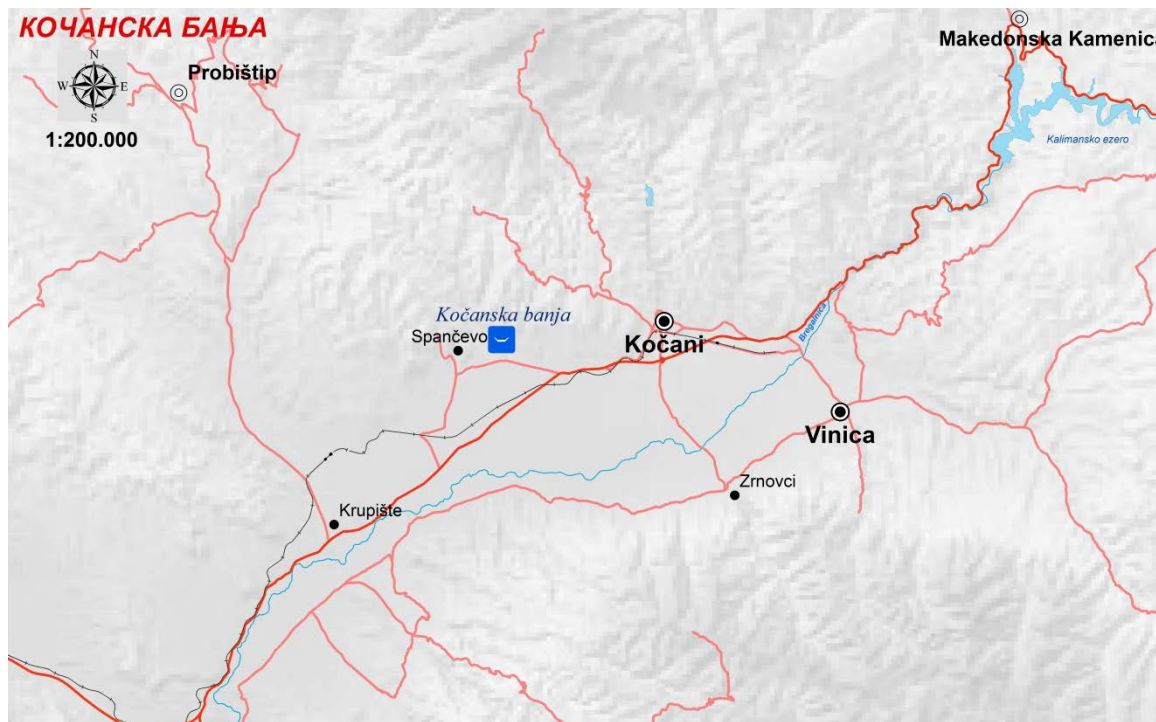 КОЧАНСКА БАЊА
Makedonska Kamenica
N
Probištip
W E
S
1:200.000
Kalimansko ezero
Kočanska banja
Bregalnica
Spančevo
Kočani
Vinica
Zrnovci
Krupište